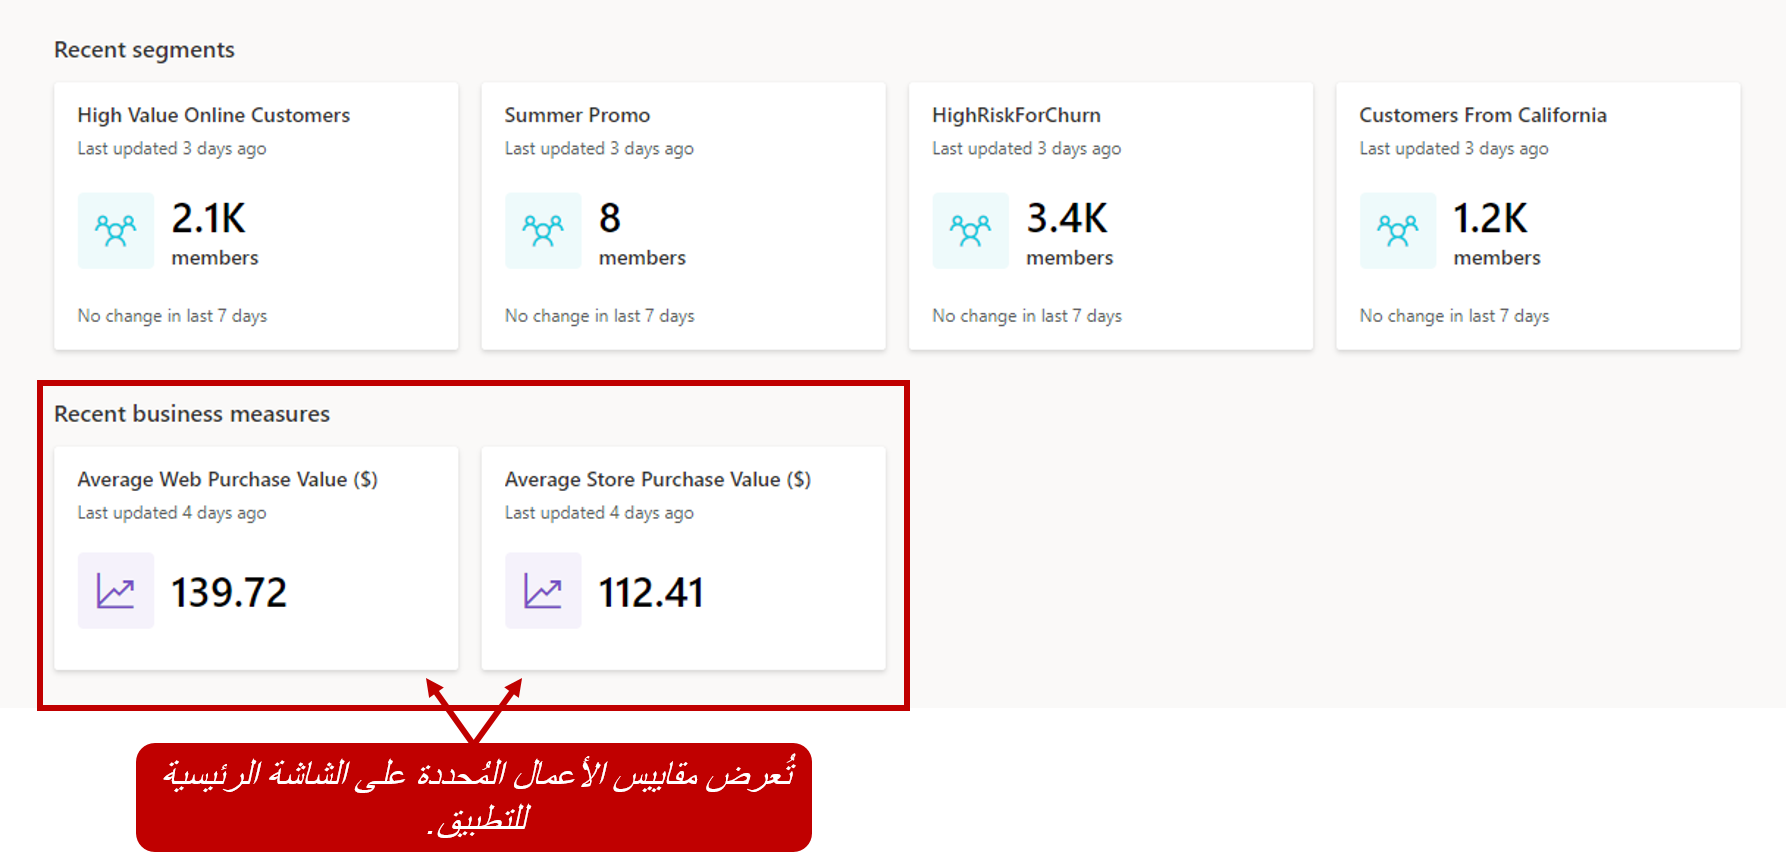 Recent segments
High Value Online Customers
Last updated 3 days ago
2.1K
members
No change in last 7 days
Summer Promo
Last updated 3 days ago
8
members
No change in last 7 days
HighRiskForChurn
Last updated 3 days ago
3.4K
members
No change in last 7 days
Customers From California
Last updated 3 days ago
1.2K
members
No change in last 7 days
Recent business measures
Average Web Purchase Value ($)
Last updated 4 days ago
139.72
Average Store Purchase Value ($)
Last updated 4 days ago
112.41
تُعرض مقاييس الأعمال المُحددة على الشاشة الرئيسية
للتطبيق.